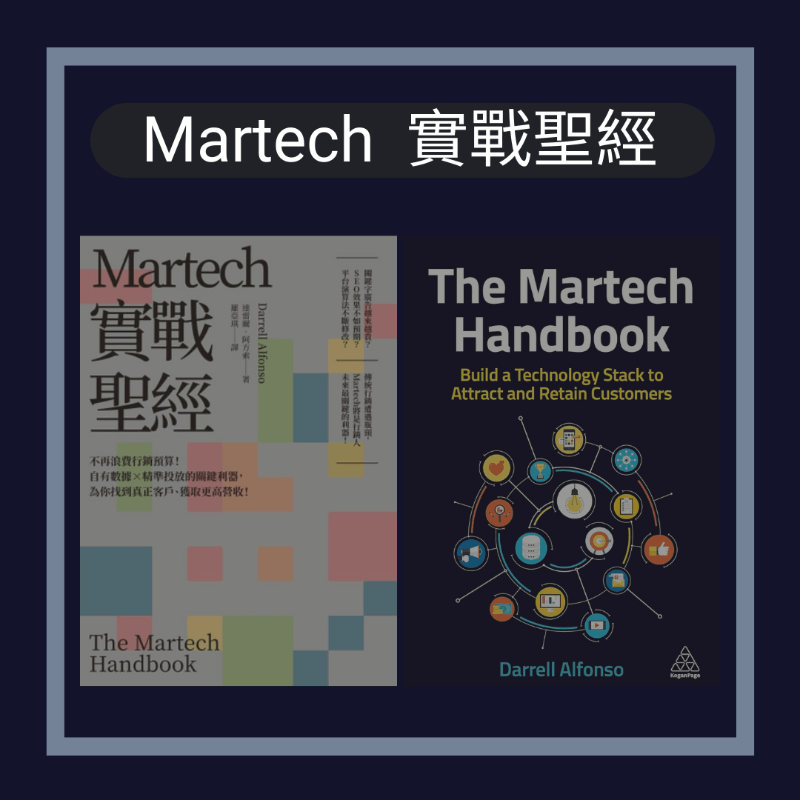 Martech 實戰聖經
Martech
實戰
聖經
Darrell Alfonso
達雷爾・阿方索——著
羅亞琪——譯
關鍵字廣告越來越貴？
SEO效果不如預期？
平台演算法不斷修改？
傳統行銷遭遇瓶頸，
Martech將是行銷人
未來最關鍵的利器！
不再浪費行銷預算！
自有數據×精準投放的關鍵利器，
為你找到真正客戶、獲取更高營收！
The Martech
Handbook
The Martech
Handbook
Build a Technology Stack to
Attract and Retain Customers
Darrell Alfonso
KoganPage